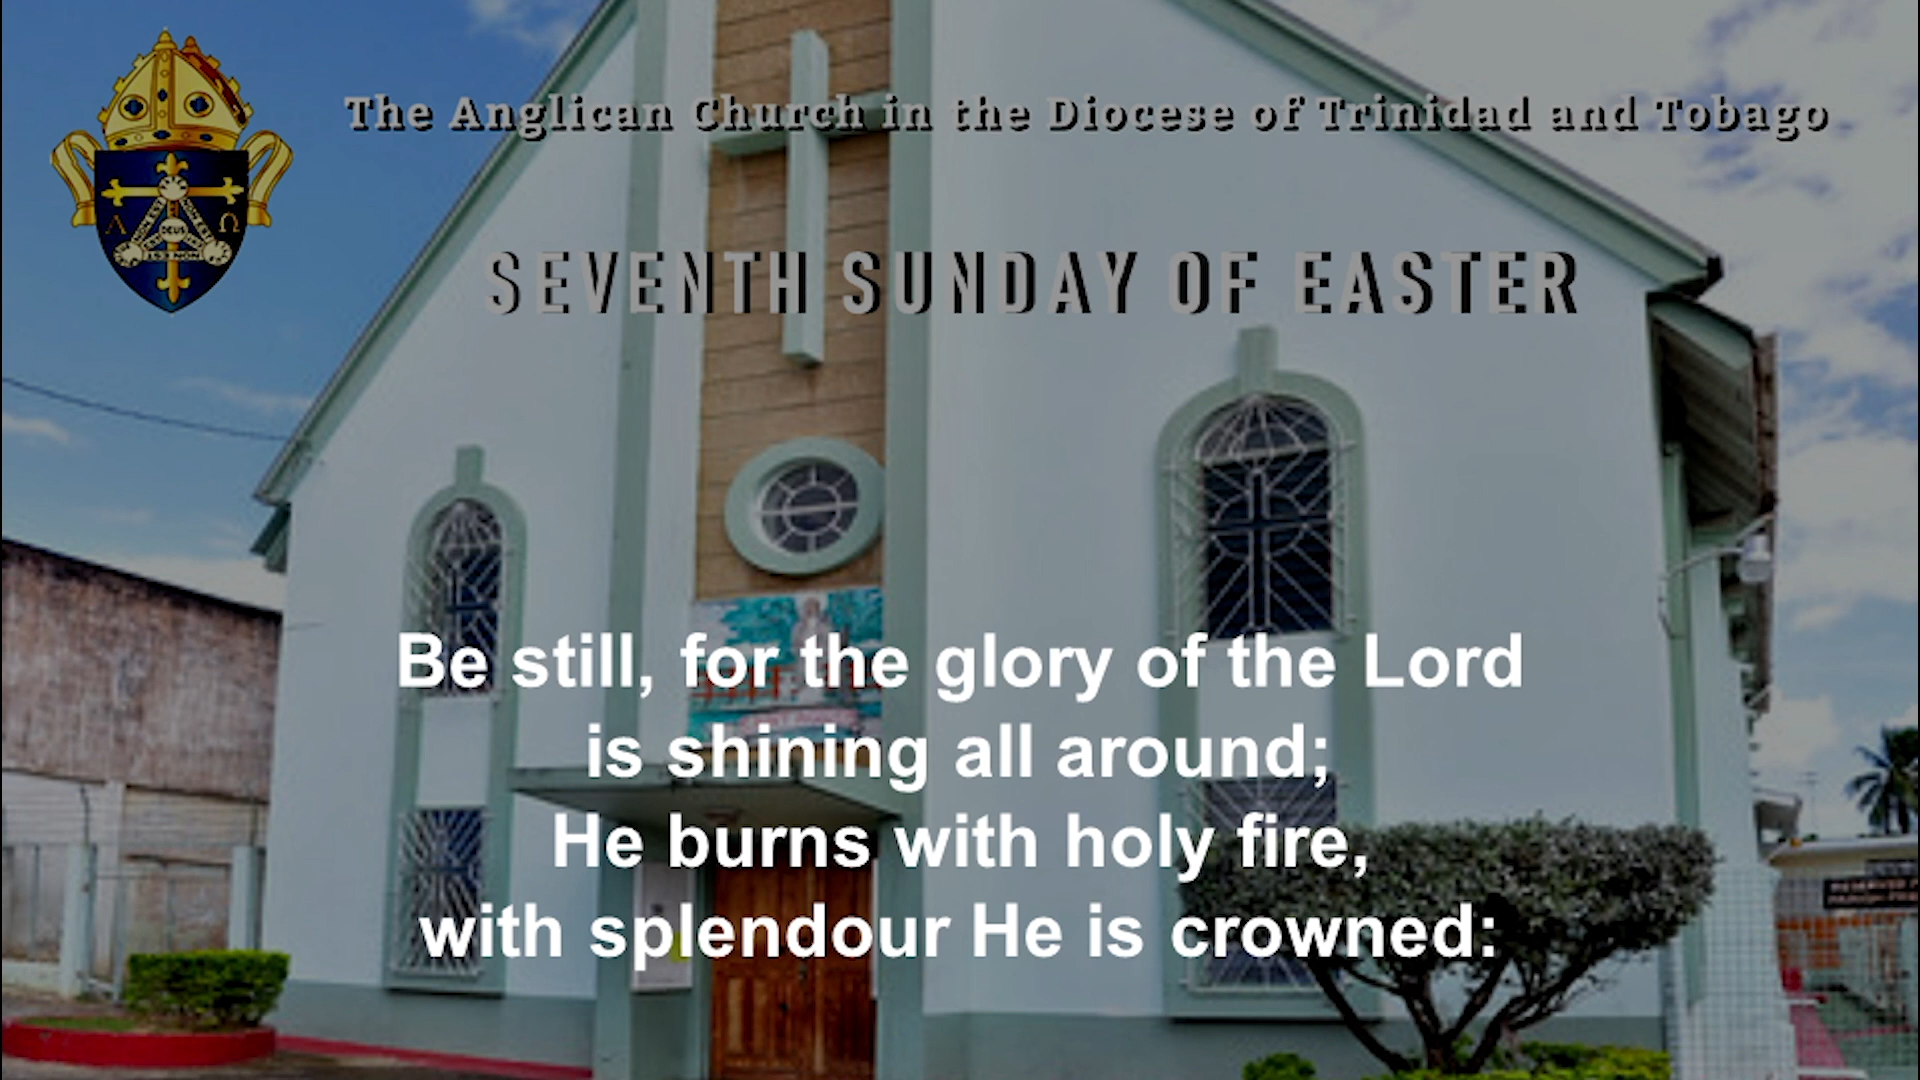 The Anglican Church in the Diocese of Trinidad and Tobago
SEVENTH SUNDAY OF EASTER
Be still, for the glory of the Lord
is shining all around;
He burns with holy fire,
with splendour He is crowned:
Α
Ω
DEUS